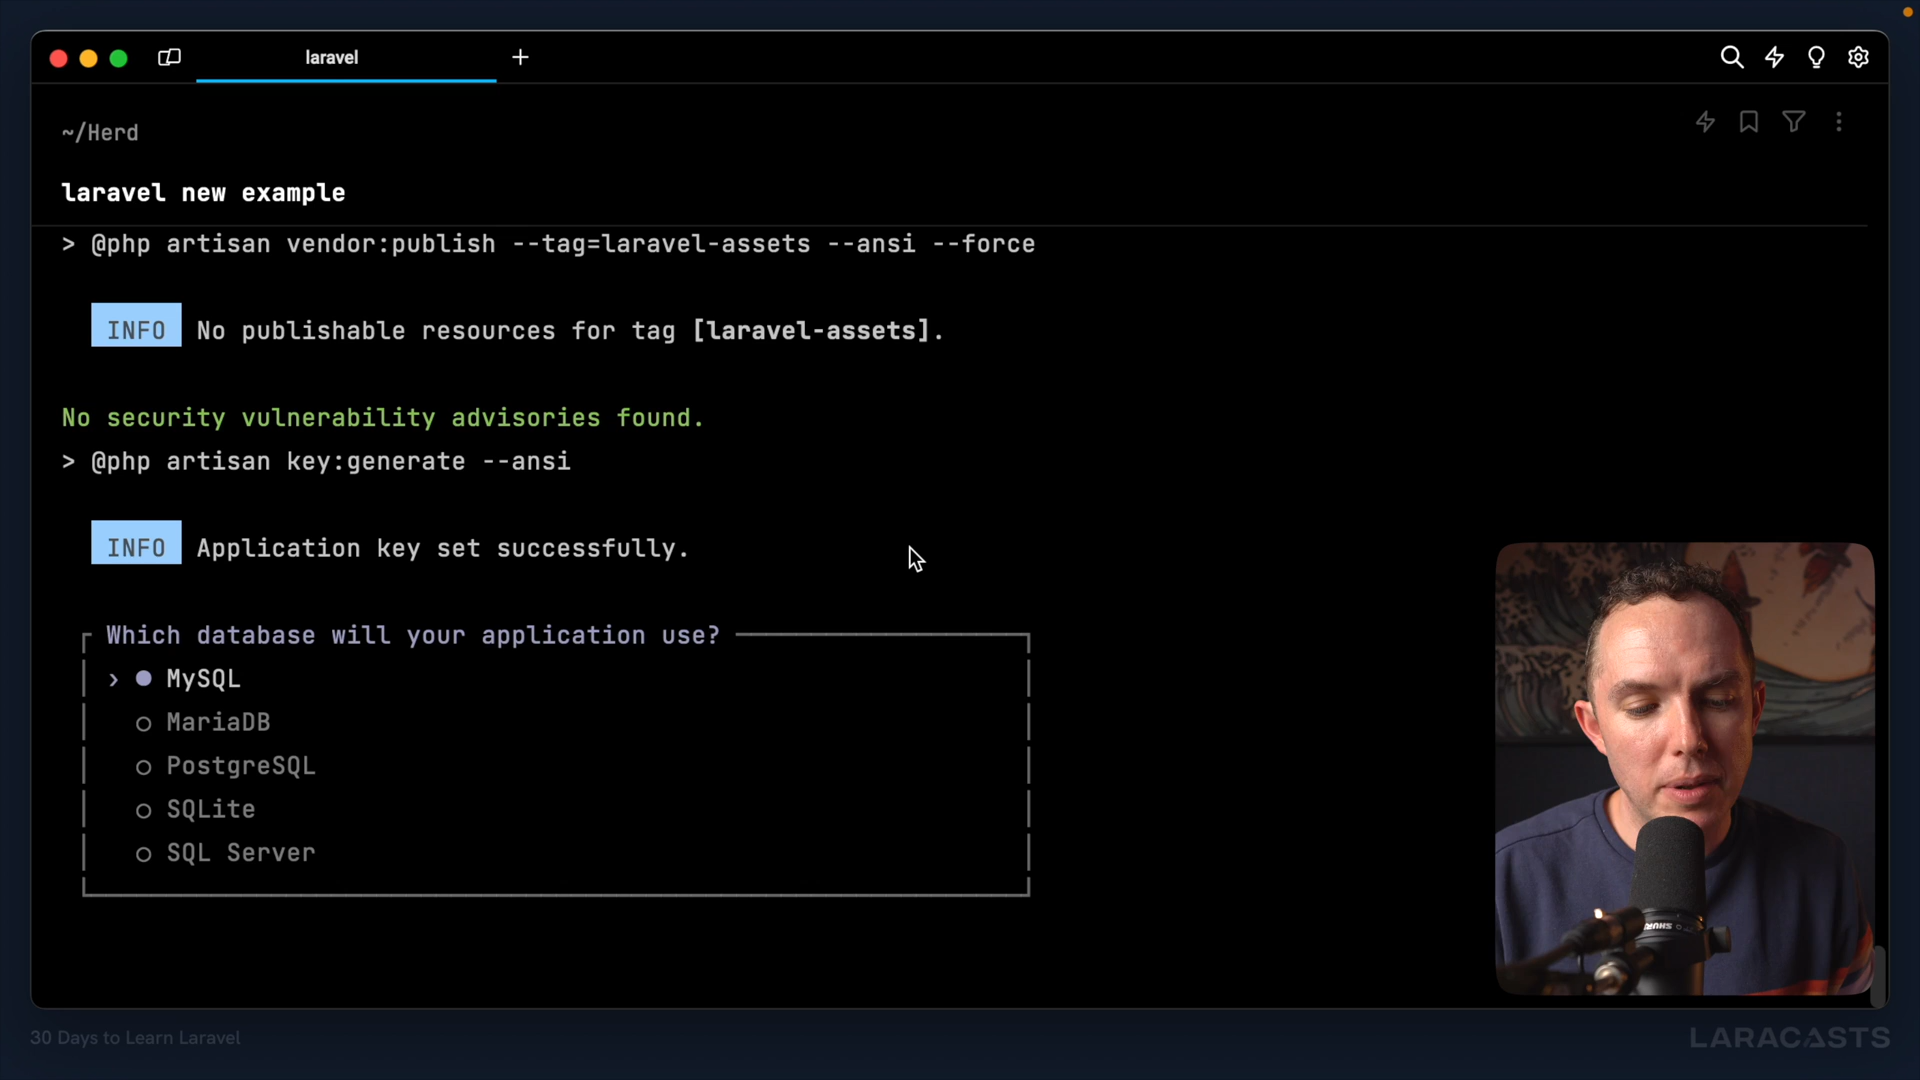 laravel
~/Herd
laravel new example
> @php artisan vendor:publish --tag=laravel-assets --ansi --force
INFO No publishable resources for tag [laravel-assets].
No security vulnerability advisories found.
> @php artisan key:generate --ansi
INFO Application key set successfully.
Which database will your application use?
› ● MySQL
○ MariaDB
○ PostgreSQL
○ SQLite
○ SQL Server
SHURE
30 Days to Learn Laravel
LARACASTS